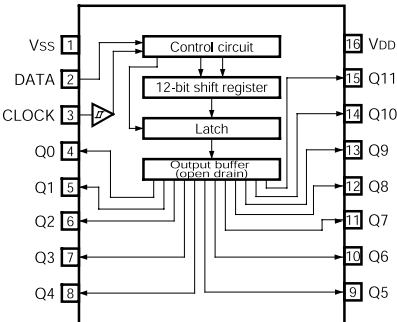 VSS 1
DATA 2
CLOCK 3
Q0 4
Q1 5
Q2 6
Q3 7
Q4 8
Control circuit
12-bit shift register
Latch
Output buffer
(open drain)
16 VDD
15 Q11
14 Q10
13 Q9
12 Q8
11 Q7
10 Q6
9 Q5